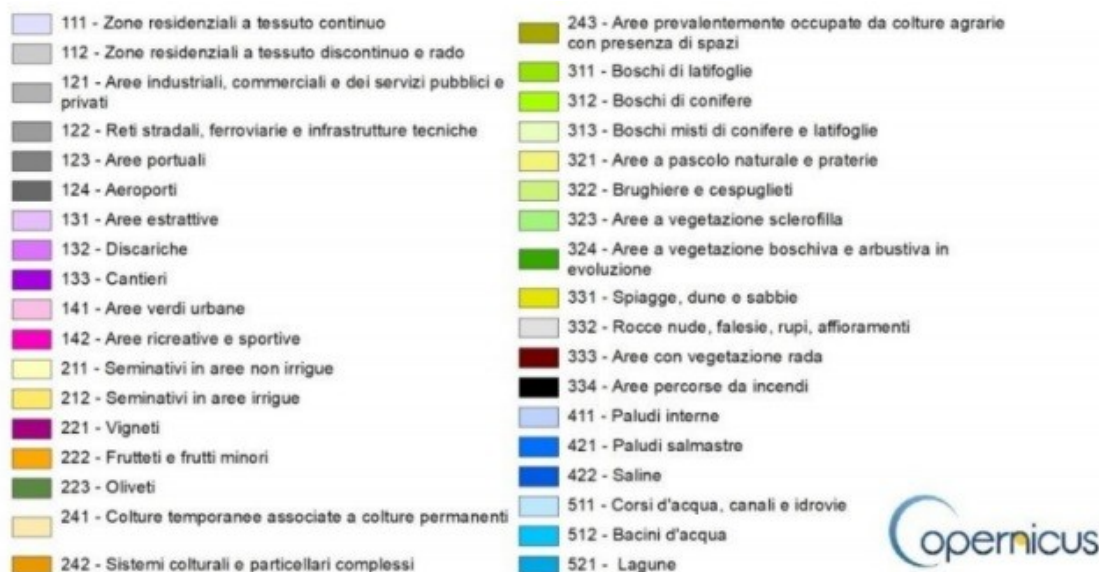 111 - Zone residenziali a tessuto continuo
112 - Zone residenziali a tessuto discontinuo e rado
121 - Aree industriali, commerciali e dei servizi pubblici e
privati
122 - Reti stradali, ferroviarie e infrastrutture tecniche
123 - Aree portuali
124 - Aeroporti
131 - Aree estrattive
132 - Discariche
133 - Cantieri
141 - Aree verdi urbane
142 - Aree ricreative e sportive
211 - Seminativi in aree non irrigue
212 - Seminativi in aree irrigue
221 - Vigneti
222 - Frutteti e frutti minori
223 - Oliveti
241 - Colture temporanee associate a colture permanenti
242 - Sistemi colturali e particellari complessi
243 - Aree prevalentemente occupate da colture agrarie
con presenza di spazi
311 - Boschi di latifoglie
312 - Boschi di conifere
313 - Boschi misti di conifere e latifoglie
321 - Aree a pascolo naturale e praterie
322 - Brughiere e cespuglieti
323 - Aree a vegetazione sclerofilla
324 - Aree a vegetazione boschiva e arbustiva in
evoluzione
331 - Spiagge, dune e sabbie
332 - Rocce nude, falesie, rupi, affioramenti
333 - Aree con vegetazione rada
334 - Aree percorse da incendi
411 - Paludi interne
421 - Paludi salmastre
422 - Saline
511 - Corsi d'acqua, canali e idrovie
512 - Bacini d'acqua
521 - Lagune
Copernicus